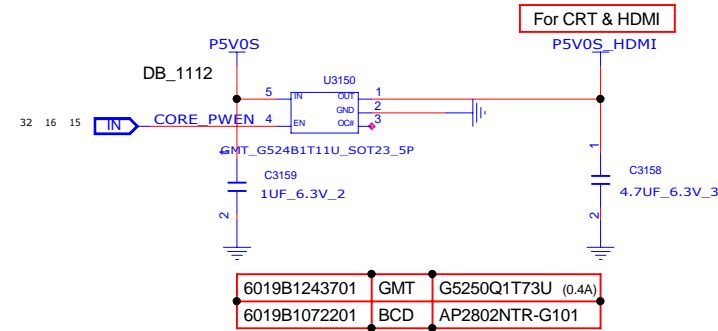 For CRT & HDMI
P5V0S
P5V0S_HDMI
DB_1112
U3150
5 IN OUT 1
GND 2
32 16 15 IN CORE_PWEN 4 EN OC# 3
GMT_G524B1T11U_SOT23_5P
1
1
C3159
1UF_6.3V_2
C3158
4.7UF_6.3V_3
2
2
6019B1243701 GMT G5250Q1T73U (0.4A)
6019B1072201 BCD AP2802NTR-G101